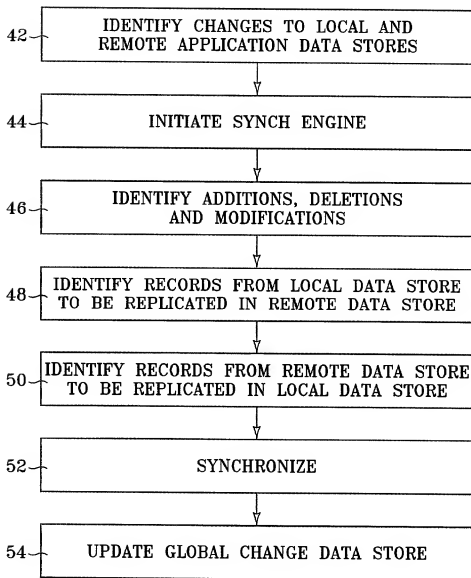 42 IDENTIFY CHANGES TO LOCAL AND
REMOTE APPLICATION DATA STORES
44 INITIATE SYNCH ENGINE
46 IDENTIFY ADDITIONS, DELETIONS
AND MODIFICATIONS
48 IDENTIFY RECORDS FROM LOCAL DATA STORE
TO BE REPLICATED IN REMOTE DATA STORE
50 IDENTIFY RECORDS FROM REMOTE DATA STORE
TO BE REPLICATED IN LOCAL DATA STORE
52 SYNCHRONIZE
54 UPDATE GLOBAL CHANGE DATA STORE